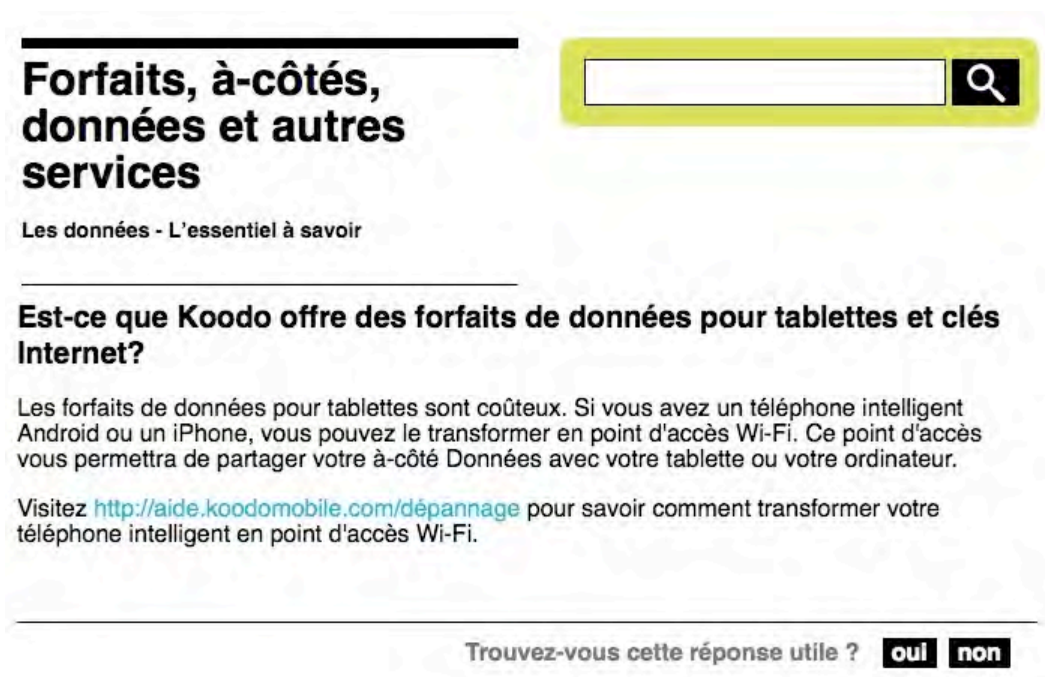 Forfaits, à-côtés,
données et autres
services
Les données - L'essentiel à savoir
Est-ce que Koodo offre des forfaits de données pour tablettes et clés
Internet?
Les forfaits de données pour tablettes sont coûteux. Si vous avez un téléphone intelligent
Android ou un iPhone, vous pouvez le transformer en point d'accès Wi-Fi. Ce point d'accès
vous permettra de partager votre à-côté Données avec votre tablette ou votre ordinateur.
Visitez http://aide.koodomobile.com/dépannage pour savoir comment transformer votre
téléphone intelligent en point d'accès Wi-Fi.
Trouvez-vous cette réponse utile ? oui non